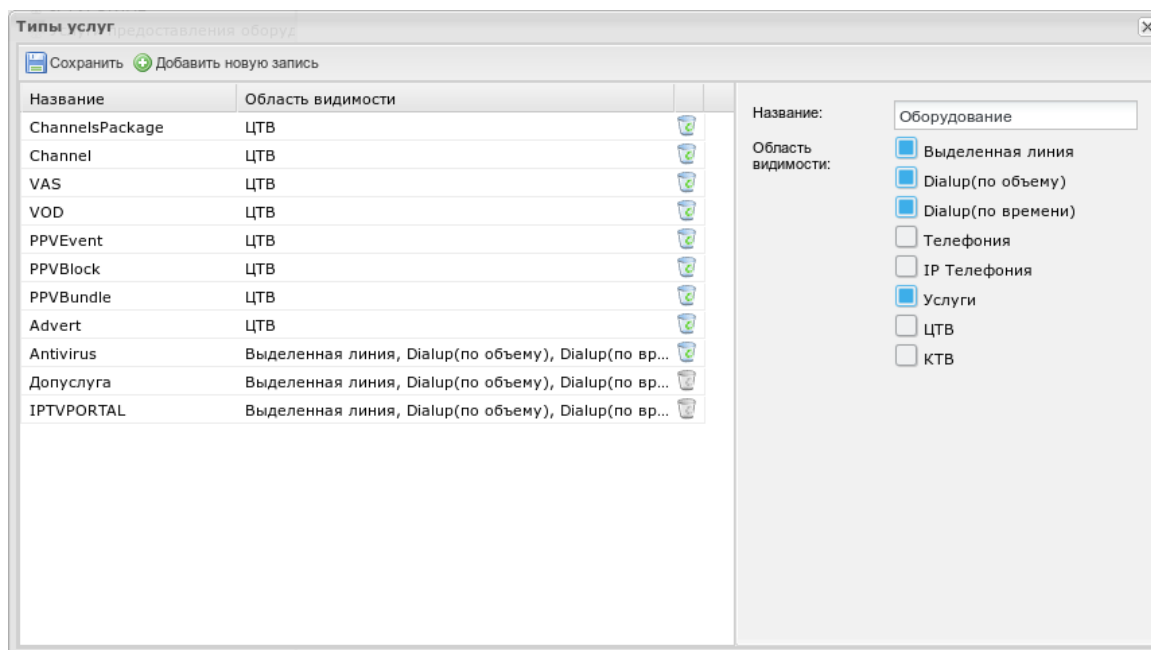 Типы услуг
Сохранить Добавить новую запись
Название Область видимости
ChannelsPackage ЦТВ
Channel ЦТВ
VAS ЦТВ
VOD ЦТВ
PPVEvent ЦТВ
PPVBlock ЦТВ
PPVBundle ЦТВ
Advert ЦТВ
Antivirus Выделенная линия, Dialup(по объему), Dialup(по вр...
Допуслуга Выделенная линия, Dialup(по объему), Dialup(по вр...
IPTVPORTAL Выделенная линия, Dialup(по объему), Dialup(по вр...
Название: Оборудование
Область
видимости:
Выделенная линия
Dialup(по объему)
Dialup(по времени)
Телефония
IP Телефония
Услуги
ЦТВ
КТВ